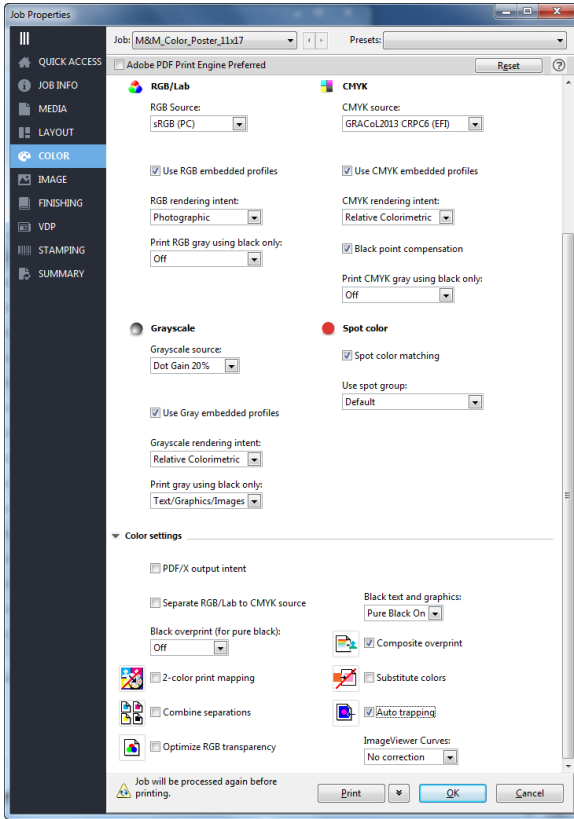 Job Properties
Job: M&M_Color_Poster_11x17 Presets:
QUICK ACCESS
JOB INFO
MEDIA
LAYOUT
COLOR
IMAGE
FINISHING
VDP
STAMPING
SUMMARY
Adobe PDF Print Engine Preferred Reset ?
RGB/Lab
RGB Source:
sRGB (PC)
Use RGB embedded profiles
RGB rendering intent:
Photographic
Print RGB gray using black only:
Off
CMYK
CMYK source:
GRACoL2013 CRPC6 (EFI)
Use CMYK embedded profiles
CMYK rendering intent:
Relative Colorimetric
Black point compensation
Print CMYK gray using black only:
Off
Grayscale
Grayscale source:
Dot Gain 20%
Use Gray embedded profiles
Grayscale rendering intent:
Relative Colorimetric
Print gray using black only:
Text/Graphics/Images
Spot color
Spot color matching
Use spot group:
Default
Color settings
PDF/X output intent
Separate RGB/Lab to CMYK source
Black overprint (for pure black):
Off
2-color print mapping
Combine separations
Optimize RGB transparency
Black text and graphics:
Pure Black On
Composite overprint
Substitute colors
Auto trapping
ImageViewer Curves:
No correction
Job will be processed again before
printing.
Print OK Cancel